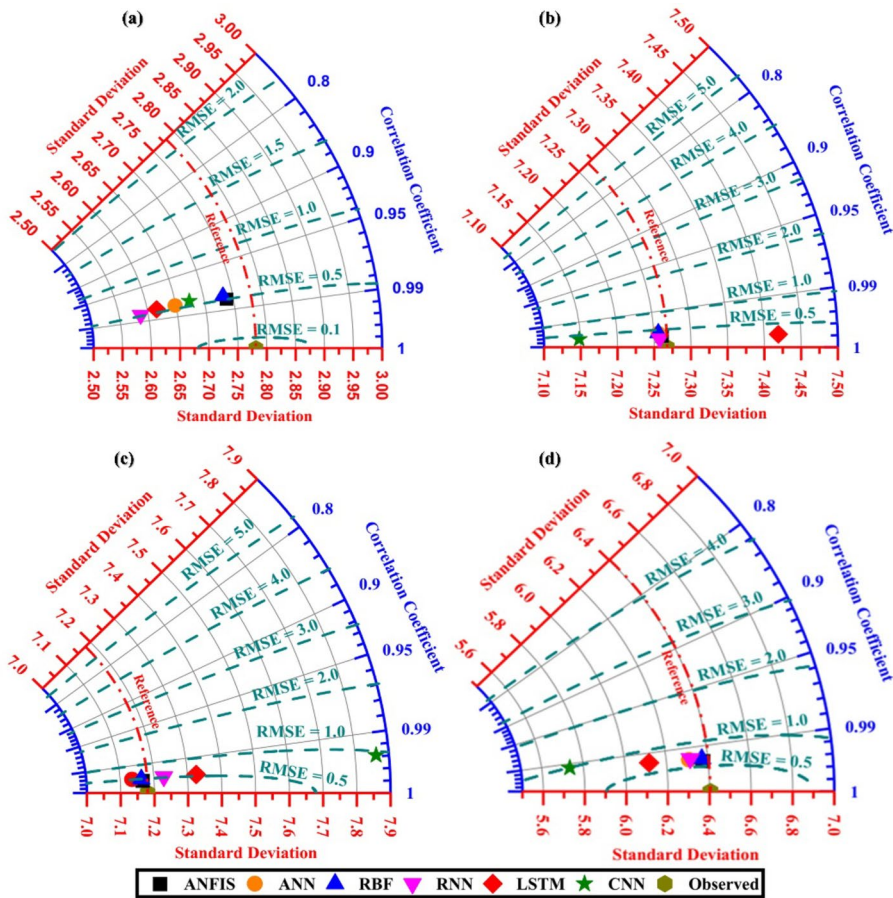 (a)
Standard Deviation
3.00
2.95
2.90
2.85
2.80
2.75
2.70
2.65
2.60
2.55
2.50
0.8
0.9
0.95
0.99
1
Correlation Coefficient
RMSE = 2.0
RMSE = 1.5
RMSE = 1.0
RMSE = 0.5
RMSE = 0.1
Reference
2.50
2.55
2.60
2.65
2.70
2.75
2.80
2.85
2.90
2.95
3.00
Standard Deviation
(b)
Standard Deviation
7.50
7.45
7.40
7.35
7.30
7.25
7.20
7.15
7.10
0.8
0.9
0.95
0.99
1
Correlation Coefficient
RMSE = 5.0
RMSE = 4.0
RMSE = 3.0
RMSE = 2.0
RMSE = 1.0
RMSE = 0.5
Reference
7.10
7.15
7.20
7.25
7.30
7.35
7.40
7.45
7.50
Standard Deviation
(c)
Standard Deviation
7.9
7.8
7.7
7.6
7.5
7.4
7.3
7.2
7.1
7.0
0.8
0.9
0.95
0.99
1
Correlation Coefficient
RMSE = 5.0
RMSE = 4.0
RMSE = 3.0
RMSE = 2.0
RMSE = 1.0
RMSE = 0.5
Reference
7.0
7.1
7.2
7.3
7.4
7.5
7.6
7.7
7.8
7.9
Standard Deviation
(d)
Standard Deviation
7.0
6.8
6.6
6.4
6.2
6.0
5.8
5.6
0.8
0.9
0.95
0.99
1
Correlation Coefficient
RMSE = 4.0
RMSE = 3.0
RMSE = 2.0
RMSE = 1.0
RMSE = 0.5
Reference
5.6
5.8
6.0
6.2
6.4
6.6
6.8
7.0
Standard Deviation
ANFIS ANN RBF RNN LSTM CNN Observed